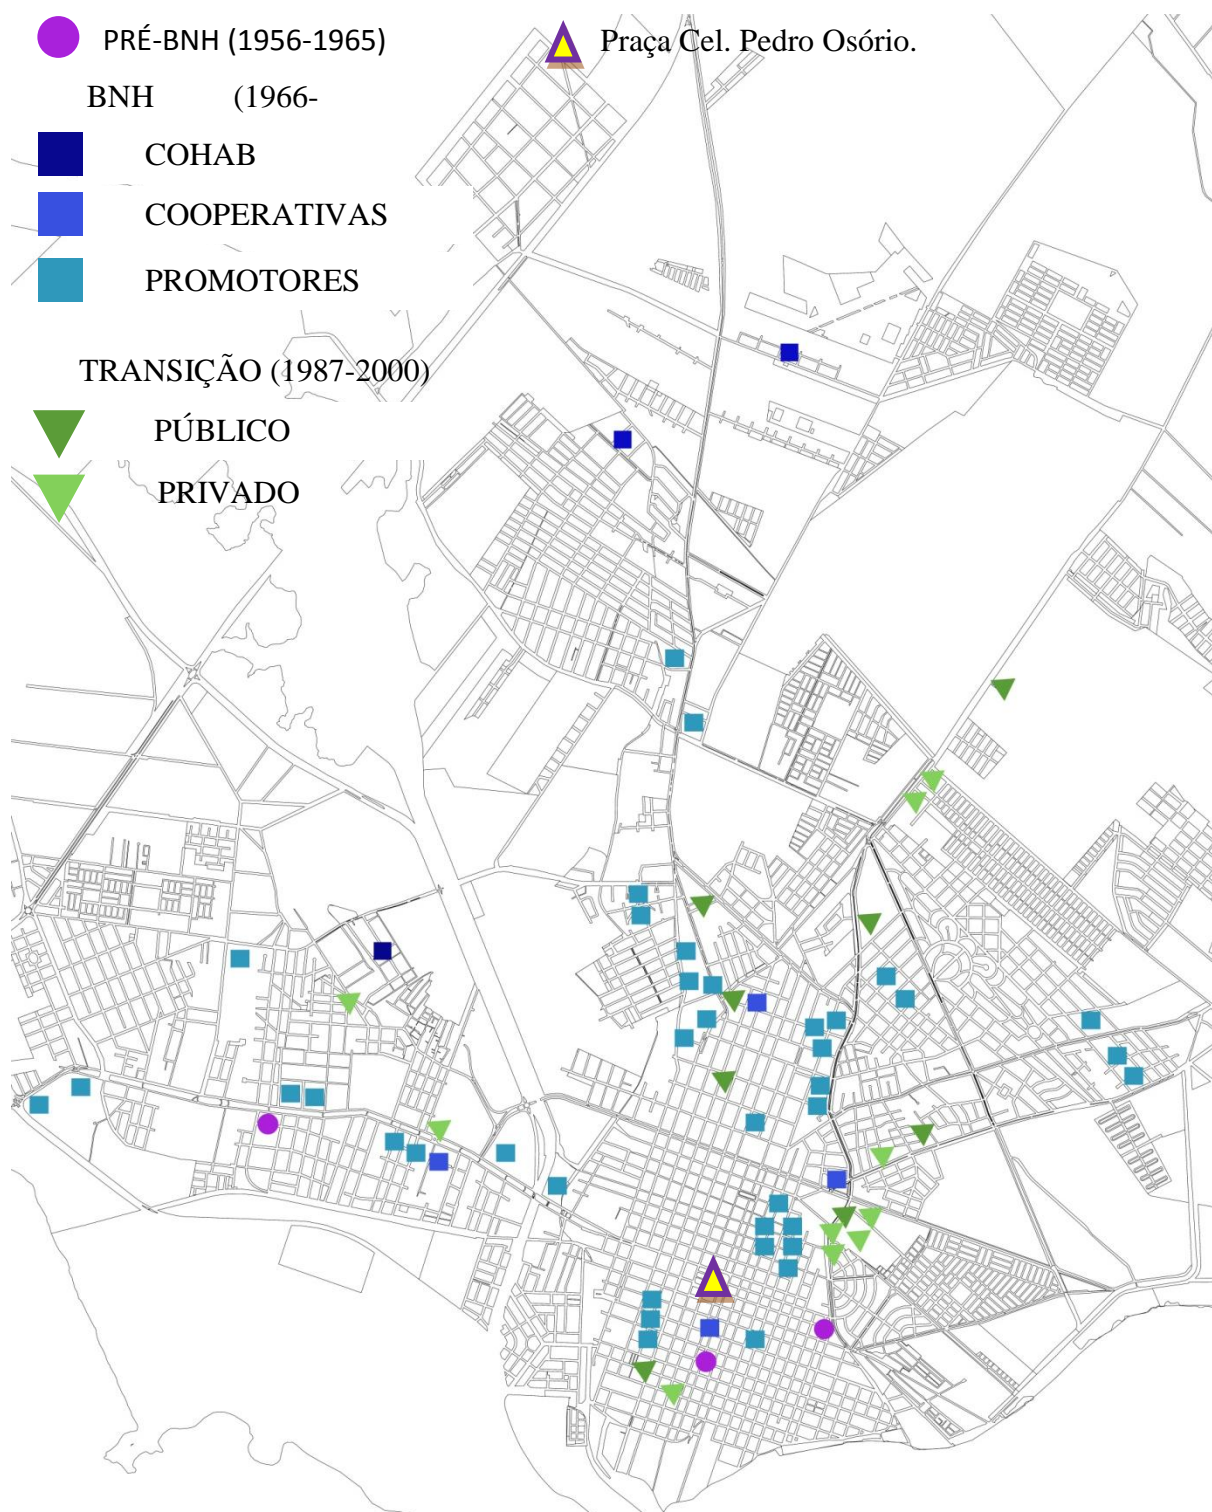 PRÉ-BNH (1956-1965)
Praça Cel. Pedro Osório.
BNH (1966-
COHAB
COOPERATIVAS
PROMOTORES
TRANSIÇÃO (1987-2000)
PÚBLICO
PRIVADO